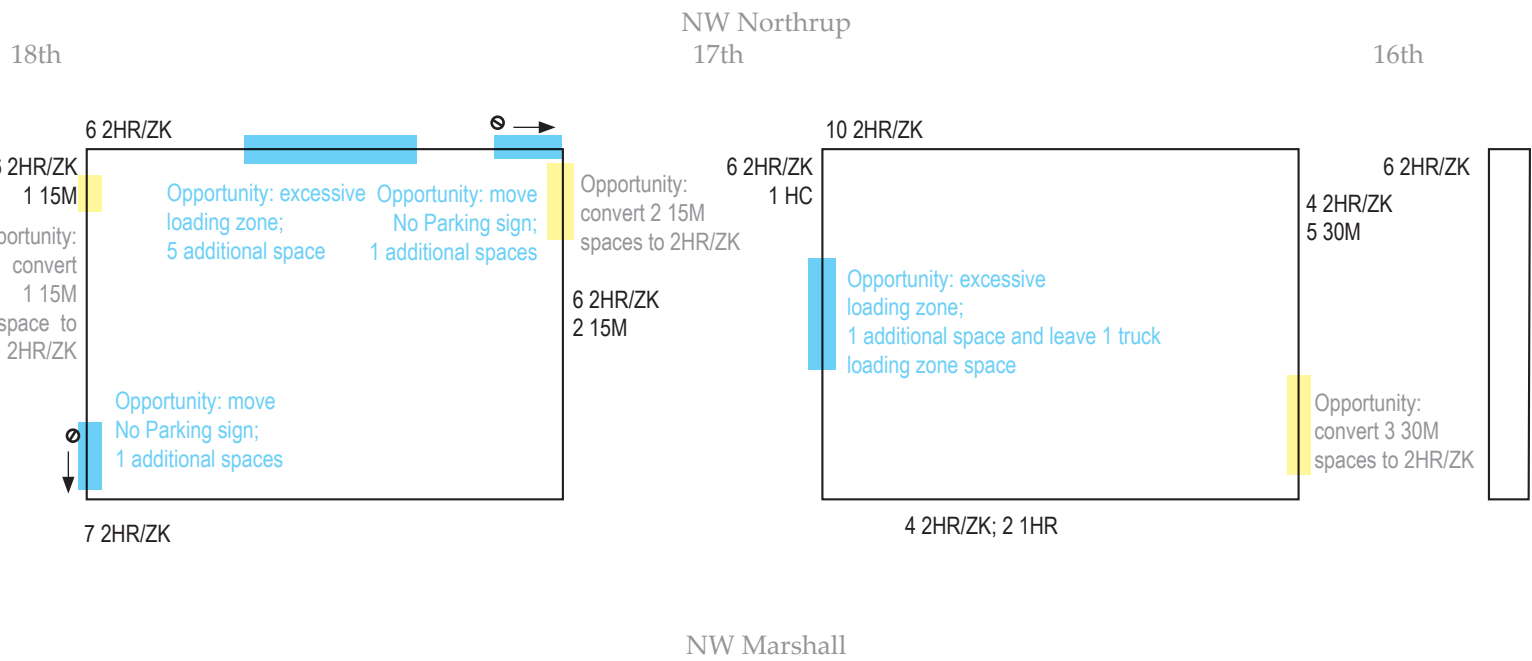 NW Northrup
18th
17th
16th
6 2HR/ZK
10 2HR/ZK
2HR/ZK
1 15M
convert
1 15M
space to
2HR/ZK
Opportunity: excessive
loading zone;
5 additional space
Opportunity: move
No Parking sign;
1 additional spaces
Opportunity:
convert 2 15M
spaces to 2HR/ZK
6 2HR/ZK
2 15M
Opportunity: move
No Parking sign;
1 additional spaces
7 2HR/ZK
6 2HR/ZK
1 HC
Opportunity: excessive
loading zone;
1 additional space and leave 1 truck
loading zone space
4 2HR/ZK
5 30M
Opportunity:
convert 3 30M
spaces to 2HR/ZK
4 2HR/ZK; 2 1HR
6 2HR/ZK
NW Marshall